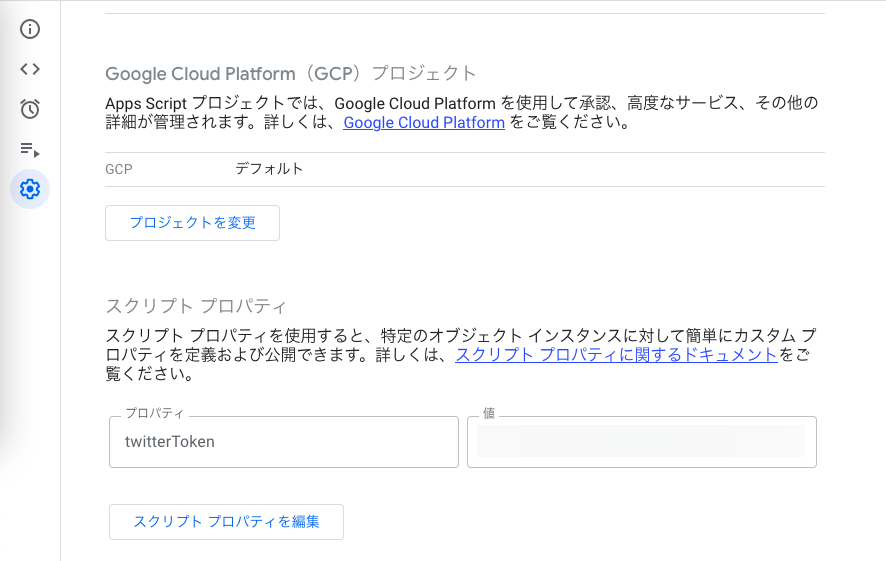 Google Cloud Platform（GCP）プロジェクト
Apps Script プロジェクトでは、Google Cloud Platform を使用して承認、高度なサービス、その他の
詳細が管理されます。詳しくは、Google Cloud Platform をご覧ください。
GCP デフォルト
プロジェクトを変更
スクリプト プロパティ
スクリプト プロパティを使用すると、特定のオブジェクト インスタンスに対して簡単にカスタム プ
ロパティを定義および公開できます。詳しくは、スクリプト プロパティに関するドキュメントをご
覧ください。
プロパティ 値
twitterToken
スクリプト プロパティを編集